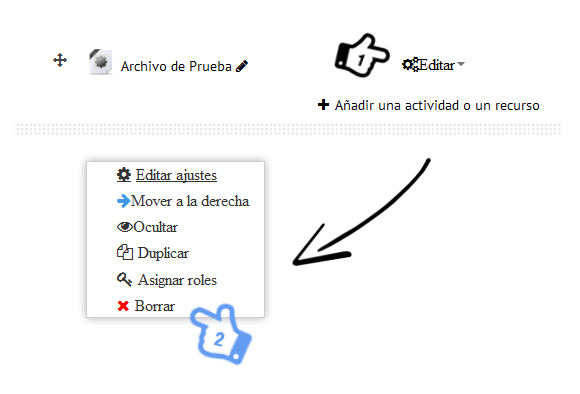 Archivo de Prueba
1
Editar
Añadir una actividad o un recurso
Editar ajustes
Mover a la derecha
Ocultar
Duplicar
Asignar roles
Borrar
2